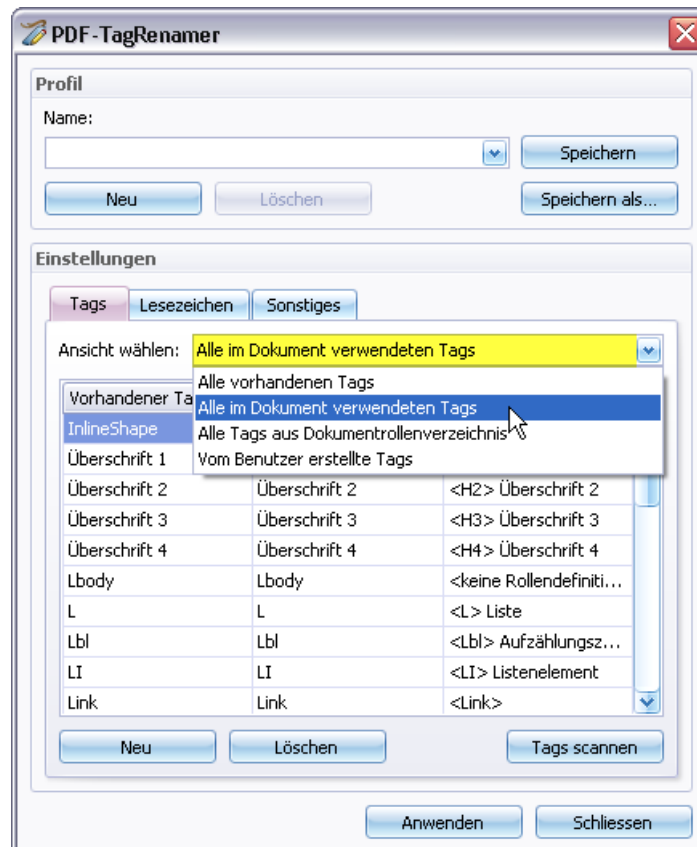 PDF-TagRenamer
Profil
Name:
Speichern
Neu
Löschen
Speichern als...
Einstellungen
Tags
Lesezeichen
Sonstiges
Ansicht wählen:
Alle im Dokument verwendeten Tags
Alle vorhandenen Tags
Alle im Dokument verwendeten Tags
Alle Tags aus Dokumentrollenverzeichnis
Vom Benutzer erstellte Tags
Vorhandener Ta
InlineShape
Überschrift 1
Überschrift 2 Überschrift 2 <H2> Überschrift 2
Überschrift 3 Überschrift 3 <H3> Überschrift 3
Überschrift 4 Überschrift 4 <H4> Überschrift 4
Lbody Lbody <keine Rollendefiniti...
L L <L> Liste
Lbl Lbl <Lbl> Aufzählungsz...
LI LI <LI> Listenelement
Link Link <Link>
Neu
Löschen
Tags scannen
Anwenden
Schliessen